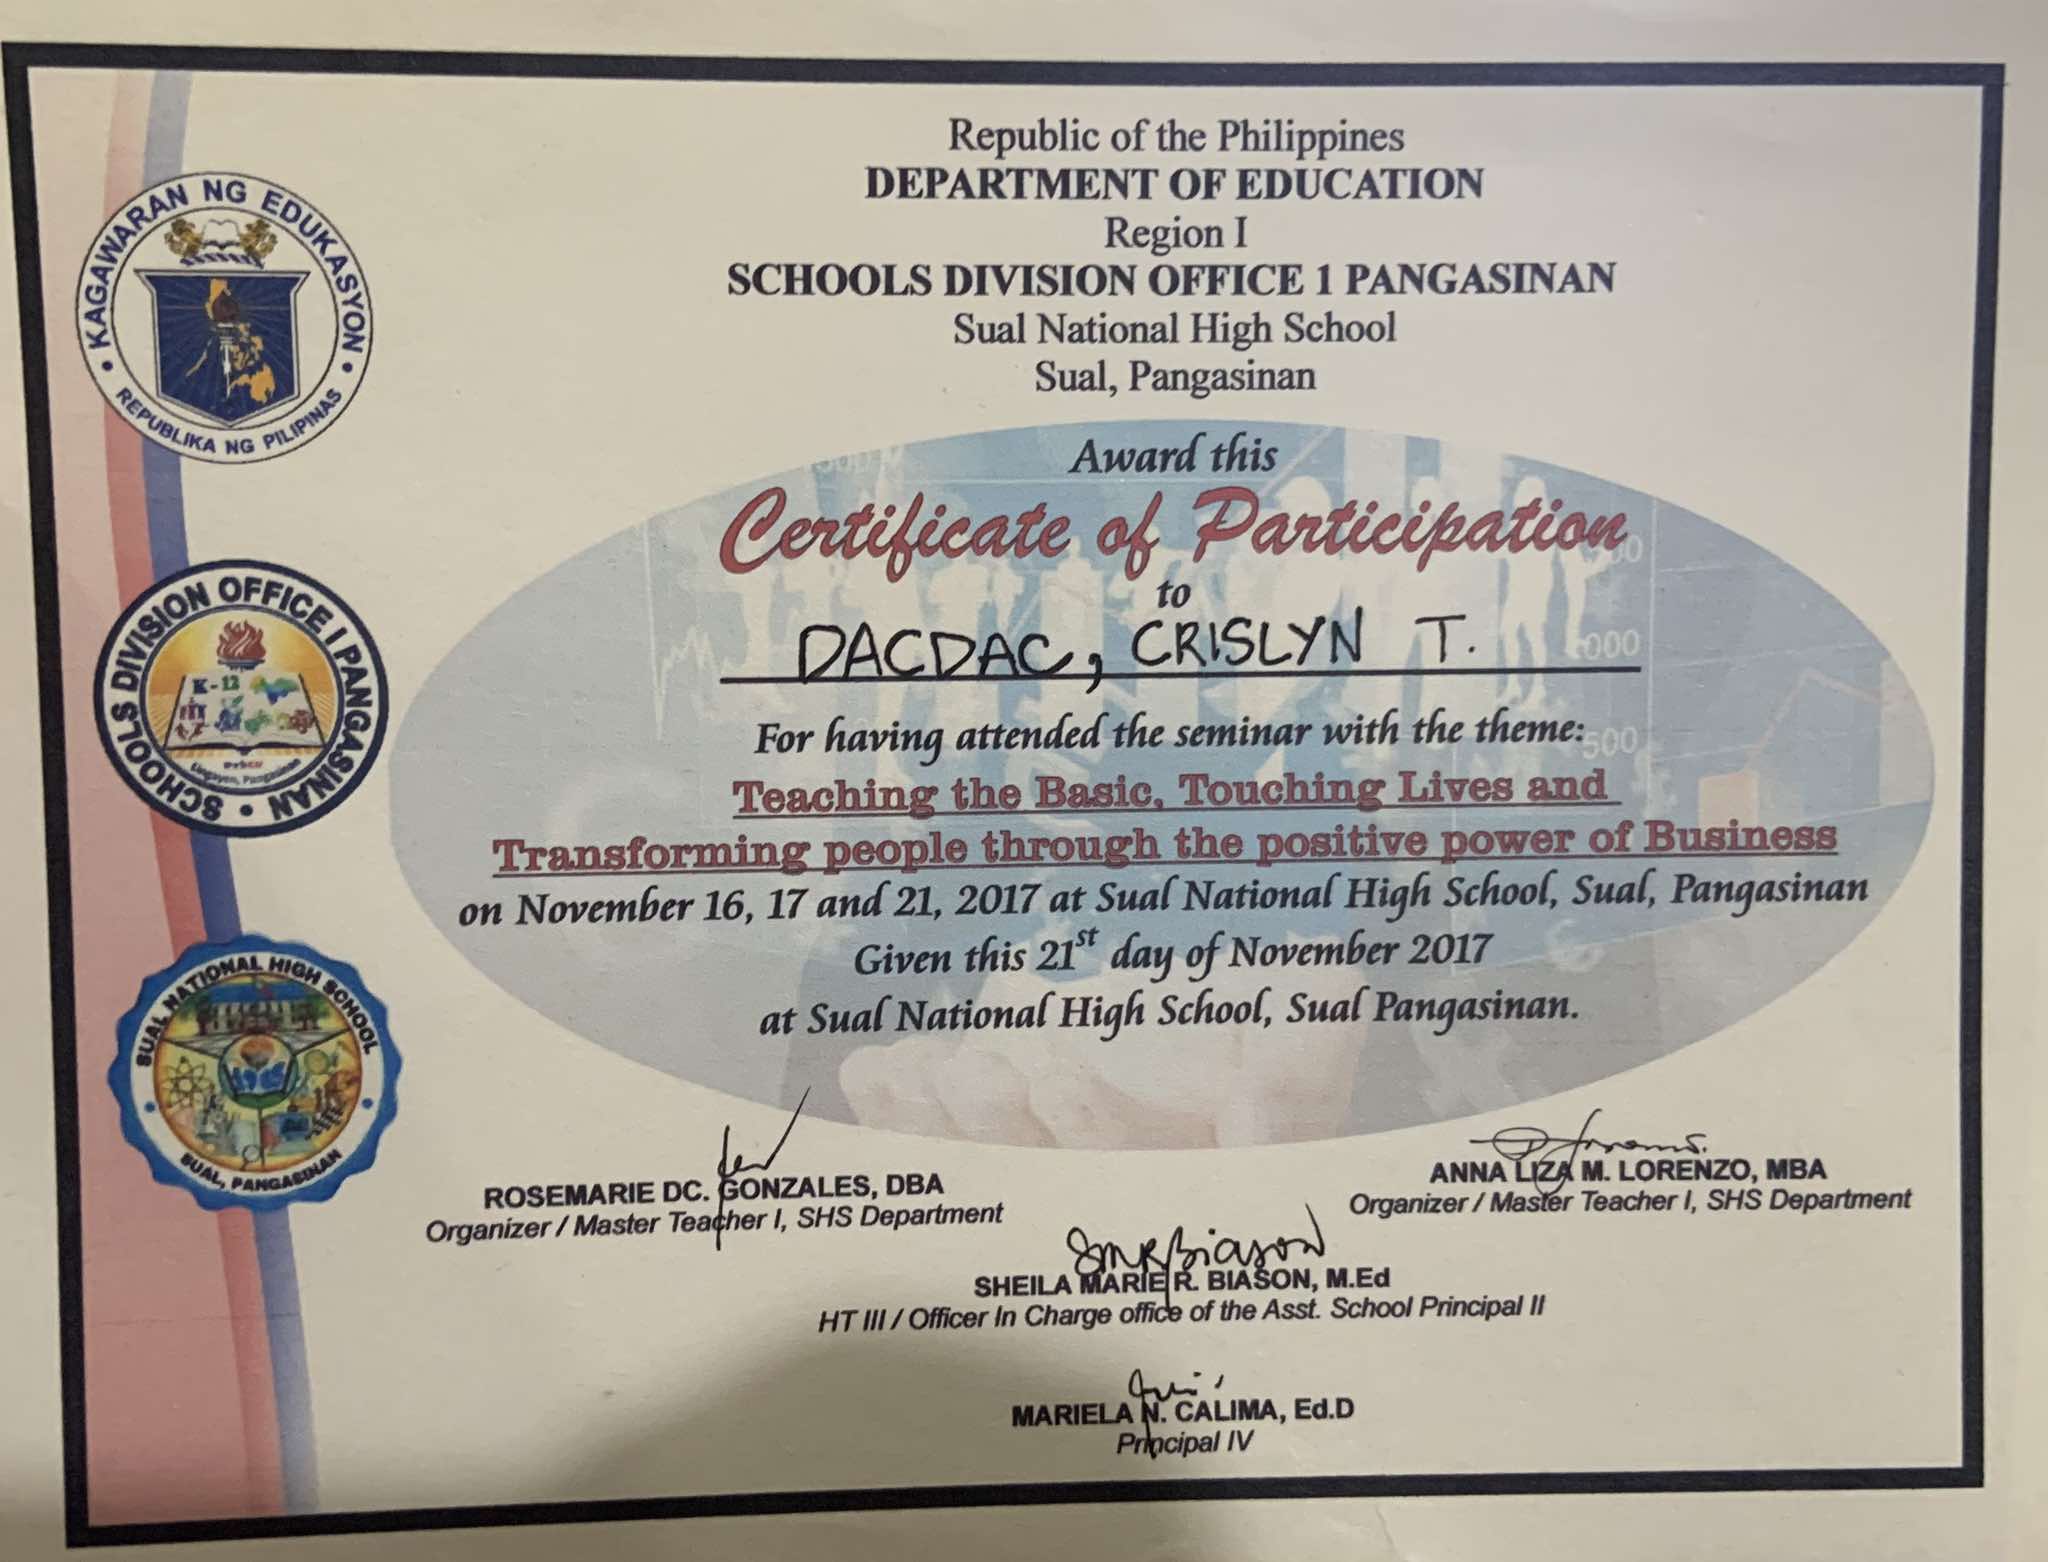 Republic of the Philippines
DEPARTMENT OF EDUCATION
Region I
SCHOOLS DIVISION OFFICE 1 PANGASINAN
Sual National High School
Sual, Pangasinan
KAGAWARAN NG EDUKASYON
REPUBLIKA NG PILIPINAS
Award this
Certificate of Participation
to
DACDAC, CRISLYN T.
For having attended the seminar with the theme:
Teaching the Basic, Touching Lives and
Transforming people through the positive power of Business
on November 16, 17 and 21, 2017 at Sual National High School, Sual, Pangasinan
Given this 21st day of November 2017
at Sual National High School, Sual Pangasinan.
SCHOOLS DIVISION OFFICE I PANGASINAN
K-12
Lingayen, Pangasinan
SUAL NATIONAL HIGH SCHOOL
1965
SUAL, PANGASINAN
500
ROSEMARIE DC. GONZALES, DBA
Organizer / Master Teacher I, SHS Department
ANNA LIZA M. LORENZO, MBA
Organizer / Master Teacher I, SHS Department
SMRBiason
SHEILA MARIE R. BIASON, M.Ed
HT III / Officer In Charge office of the Asst. School Principal II
MARIELA N. CALIMA, Ed.D
Principal IV